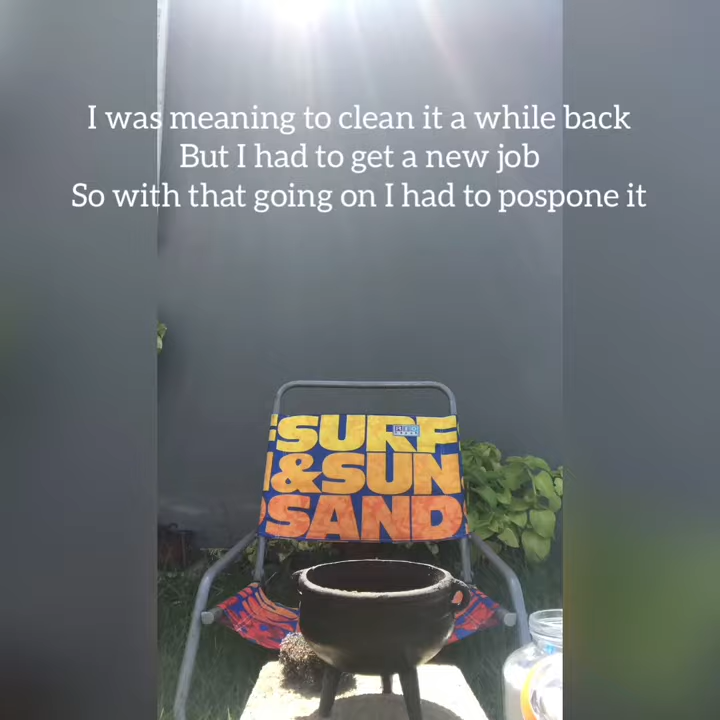 I was meaning to clean it a while back
But I had to get a new job
So with that going on I had to pospone it
SURF
&SUN
SAND